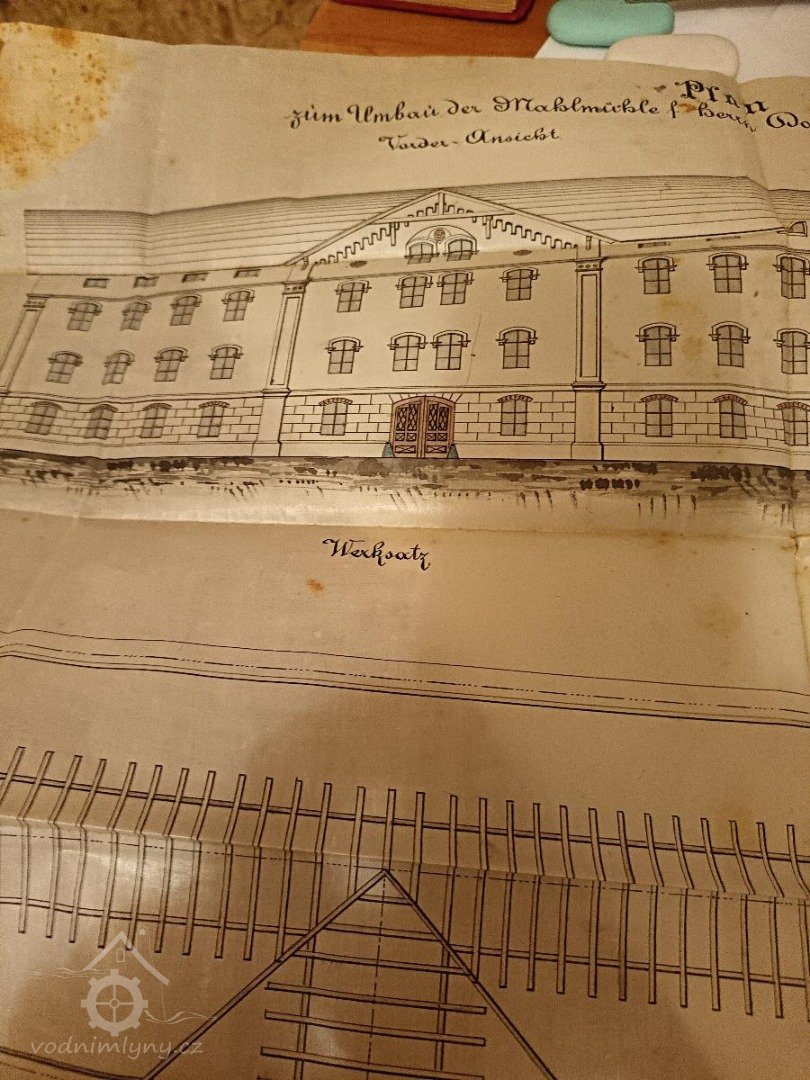 Plan
zum Umbau der Mahlmühle f. Herrn
Vorder-Ansicht
Werksatz
vodnimlyny.cz